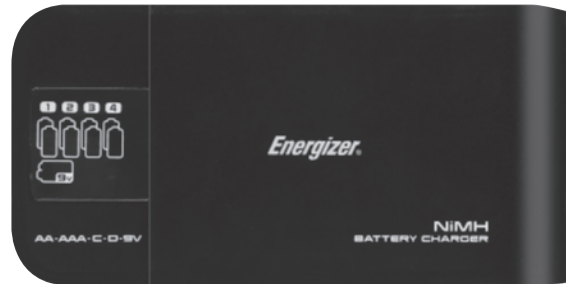 1 2 3 4
9V
AA-AAA-C-D-9V
Energizer®
NiMH
BATTERY CHARGER